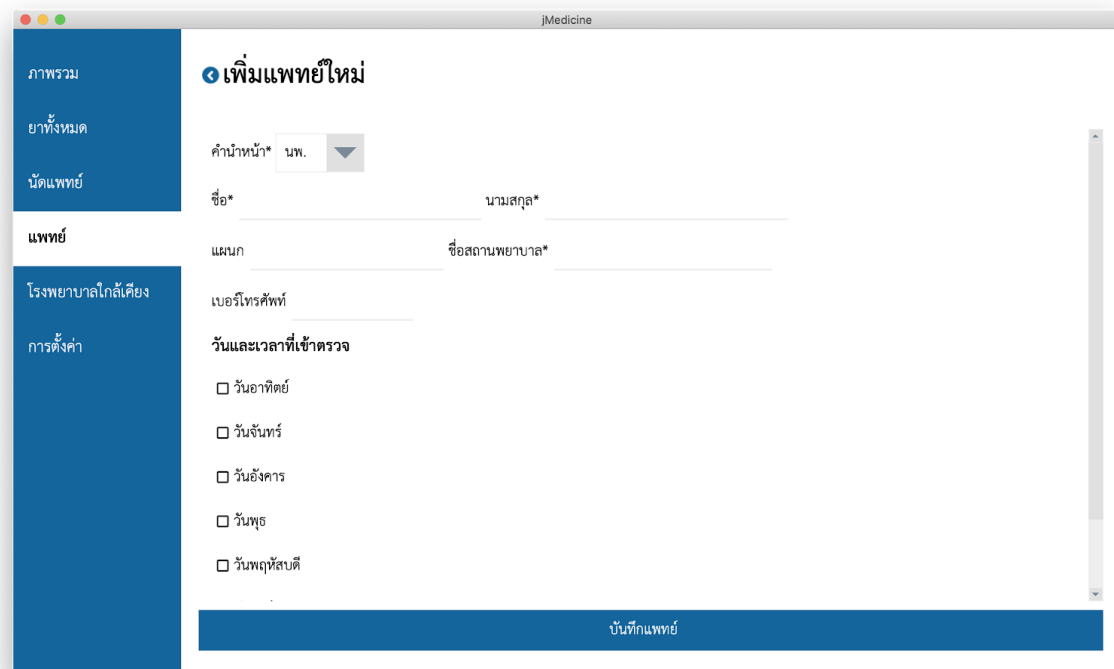 jMedicine
ภาพรวม
ยาทั้งหมด
นัดแพทย์
แพทย์
โรงพยาบาลใกล้เคียง
การตั้งค่า
เพิ่มแพทย์ใหม่
คำนำหน้า* นพ.
ชื่อ* นามสกุล*
แผนก ชื่อสถานพยาบาล*
เบอร์โทรศัพท์
วันและเวลาที่เข้าตรวจ
วันอาทิตย์
วันจันทร์
วันอังคาร
วันพุธ
วันพฤหัสบดี
บันทึกแพทย์